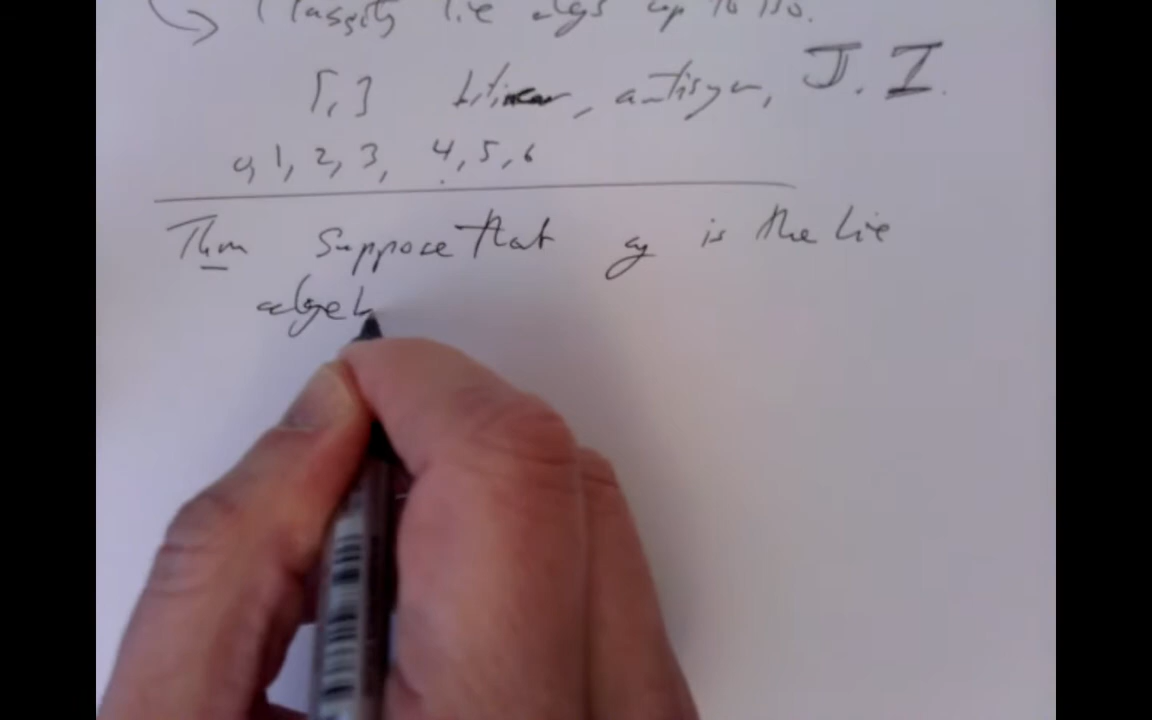 Classify Lie algs up to iso.
[,] bilinear, antisym, J. I.
0, 1, 2, 3, 4, 5, 6
Thm Suppose that g is the Lie
algeb